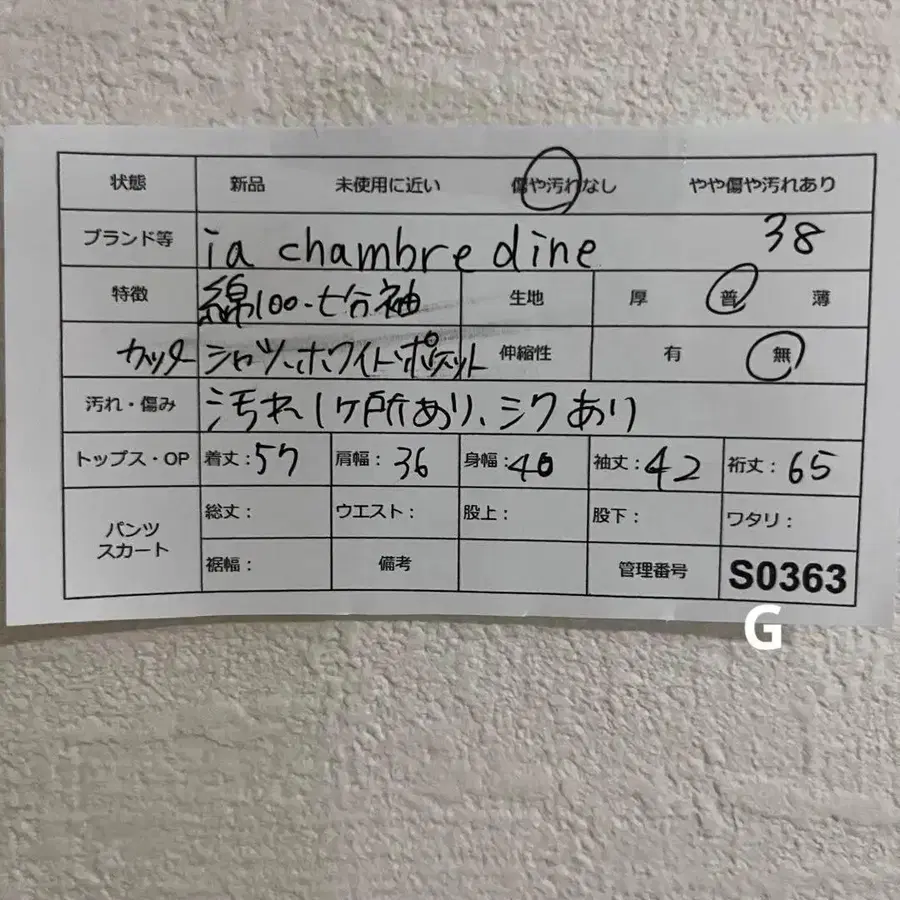 状態 新品 未使用に近い 傷や汚れなし やや傷や汚れあり
ブランド等 ia chambre dine 38
特徴 綿100.七分袖 生地 厚 普 薄
カッター シャツ.ホワイト.ポケット 伸縮性 有 無
汚れ・傷み 汚れ1ヶ所あり、シワあり
トップス・OP 着丈:57 肩幅:36 身幅:40 袖丈:42 裄丈:65
パンツ スカート 総丈: ウエスト: 股上: 股下: ワタリ:
裾幅: 備考 管理番号 S0363
G